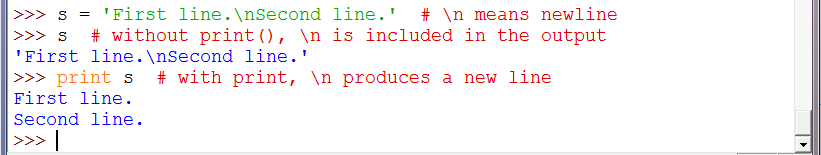 >>> s = 'First line.\nSecond line.'  # \n means newline
>>> s  # without print(), \n is included in the output
'First line.\nSecond line.'
>>> print s  # with print, \n produces a new line
First line.
Second line.
>>>